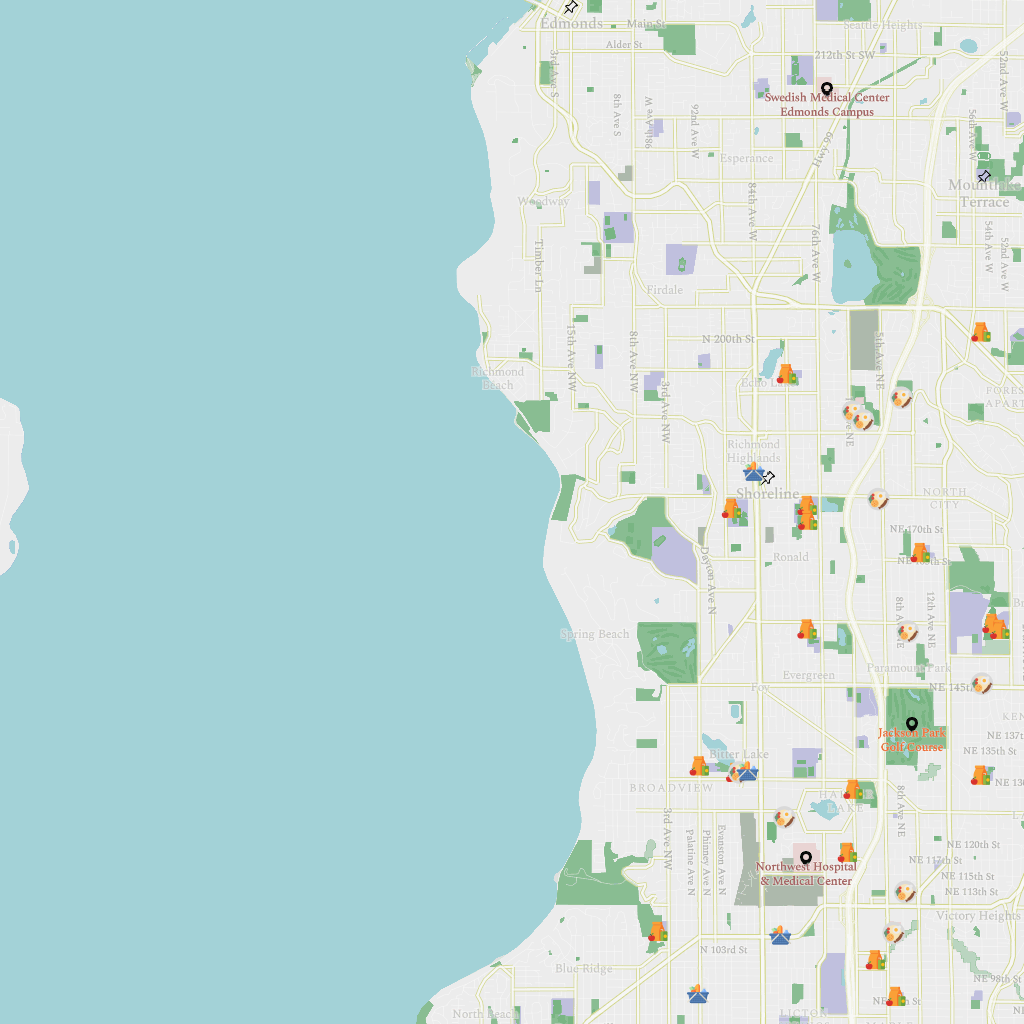 Edmonds
Main St
Seattle Heights
Alder St
212th St SW
3rd Ave S
52nd Ave W
Swedish Medical Center
Edmonds Campus
8th Ave S
92nd Ave W
56th Ave W
Hwy 99
Esperance
Mountlake
Terrace
Woodway
84th Ave W
76th Ave W
54th Ave W
52nd Ave W
Timber Ln
Firdale
15th Ave NW
8th Ave NW
N 200th St
5th Ave NE
Richmond
Beach
3rd Ave NW
Echo Lake
FOREST
Richmond
Highlands
Shoreline
NORTH
CITY
NE 170th St
Dayton Ave N
Ronald
8th Ave NE
12th Ave NE
Spring Beach
Evergreen
Paramount Park
Foy
NE 145th
Jackson Park
Golf Course
NE 137th
NE 135th St
Bitter Lake
BROADVIEW
8th Ave NE
3rd Ave NW
Palatine Ave N
Phinney Ave N
Evanston Ave N
NE 120th St
NE 117th St
Northwest Hospital
& Medical Center
NE 115th St
NE 113th St
Victory Heights
N 103rd St
Blue Ridge
NE 98th St
North Beach